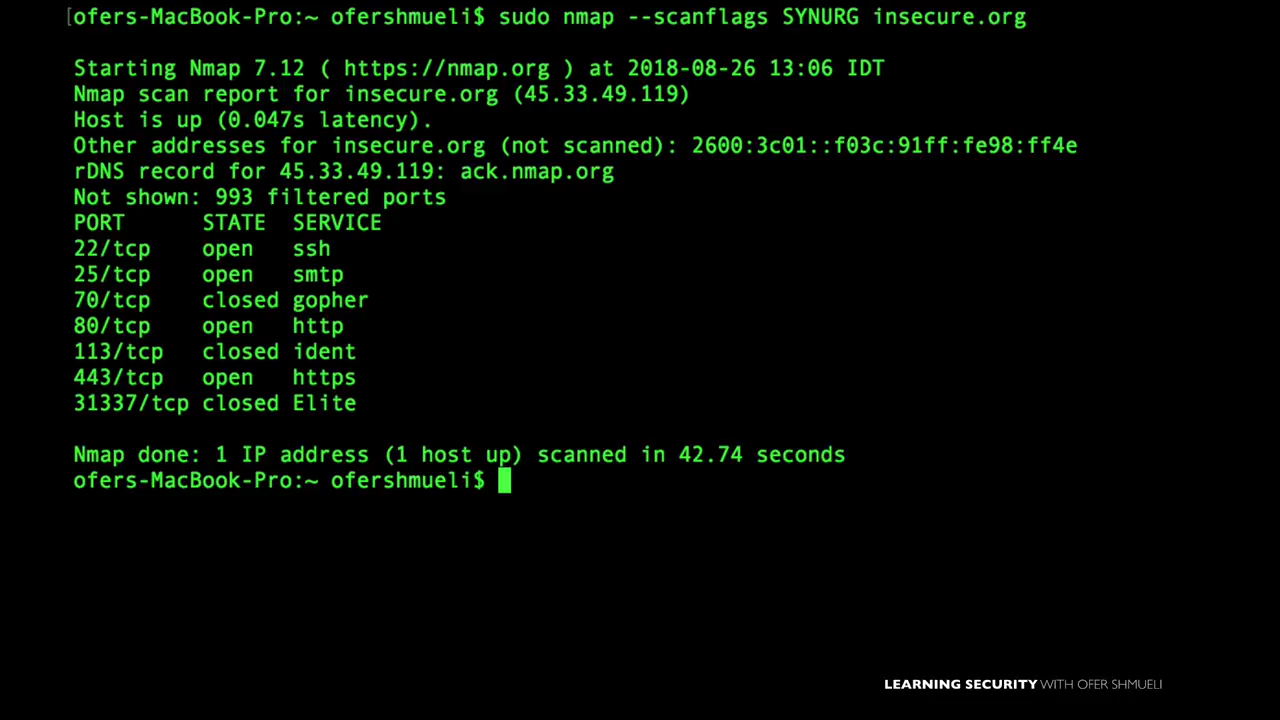 [ofers-MacBook-Pro:~ ofershmueli$ sudo nmap --scanflags SYNURG insecure.org
Starting Nmap 7.12 ( https://nmap.org ) at 2018-08-26 13:06 IDT
Nmap scan report for insecure.org (45.33.49.119)
Host is up (0.047s latency).
Other addresses for insecure.org (not scanned): 2600:3c01::f03c:91ff:fe98:ff4e
rDNS record for 45.33.49.119: ack.nmap.org
Not shown: 993 filtered ports
PORT      STATE  SERVICE
22/tcp    open   ssh
25/tcp    open   smtp
70/tcp    closed gopher
80/tcp    open   http
113/tcp   closed ident
443/tcp   open   https
31337/tcp closed Elite
Nmap done: 1 IP address (1 host up) scanned in 42.74 seconds
ofers-MacBook-Pro:~ ofershmueli$
LEARNING SECURITY WITH OFER SHMUELI